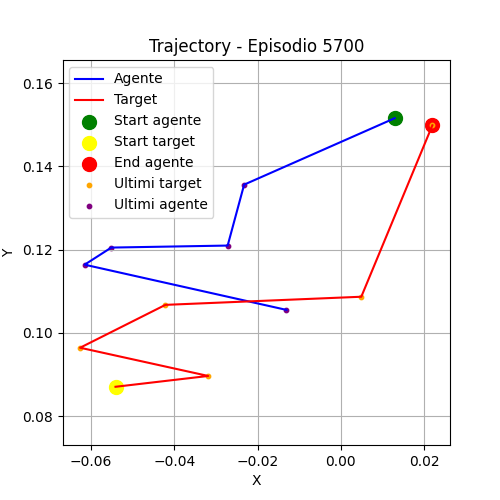 Trajectory - Episodio 5700
Agente
Target
Start agente
Start target
End agente
Ultimi target
Ultimi agente
0.16
0.14
0.12
0.10
0.08
Y
−0.06
−0.04
−0.02
0.00
0.02
X